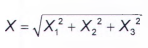 X = √(X₁² + X₂² + X₃²)